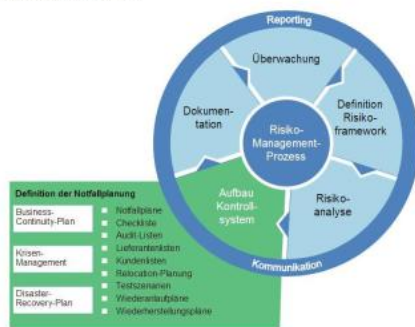 Reporting
Überwachung
Dokumen-
tation
Definition
Risiko-
framework
Risiko-
Management-
Prozess
Aufbau
Kontroll-
system
Risiko-
analyse
Kommunikation
Definition der Notfallplanung
Business-
Continuity-Plan
Krisen-
Management
Disaster-
Recovery-Plan
Notfallpläne
Checkliste
Audit-Listen
Lieferantenlisten
Kundenlisten
Relocation-Planung
Testszenarien
Wiederanlaufpläne
Wiederherstellungspläne